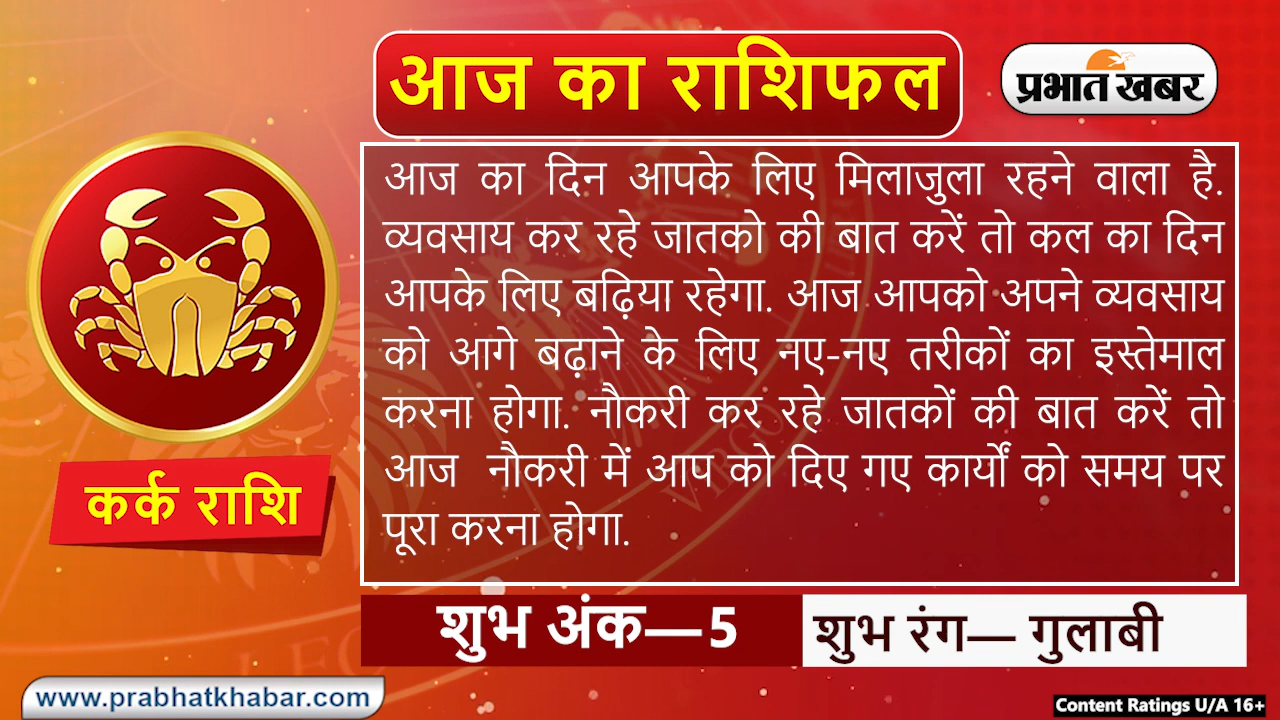 आज का राशिफल
प्रभात खबर
आज का दिन आपके लिए मिलाजुला रहने वाला है.
व्यवसाय कर रहे जातको की बात करें तो कल का दिन
आपके लिए बढ़िया रहेगा. आज आपको अपने व्यवसाय
को आगे बढ़ाने के लिए नए-नए तरीकों का इस्तेमाल
करना होगा. नौकरी कर रहे जातकों की बात करें तो
आज नौकरी में आप को दिए गए कार्यों को समय पर
पूरा करना होगा.
कर्क राशि
शुभ अंक—5
शुभ रंग— गुलाबी
www.prabhatkhabar.com
Content Ratings U/A 16+
VIRGO
LEO